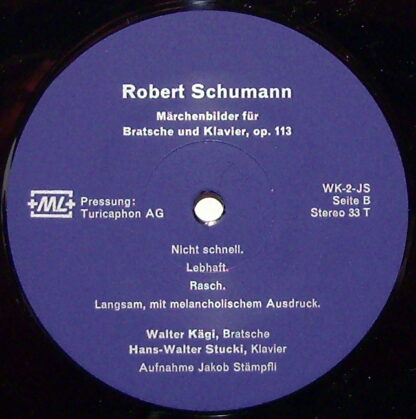 Robert Schumann
Märchenbilder für
Bratsche und Klavier, op. 113
+ML+
Pressung:
Turicaphon AG
WK-2-JS
Seite B
Stereo 33 T
Nicht schnell.
Lebhaft.
Rasch.
Langsam, mit melancholischem Ausdruck.
Walter Kägi, Bratsche
Hans-Walter Stucki, Klavier
Aufnahme Jakob Stämpfli